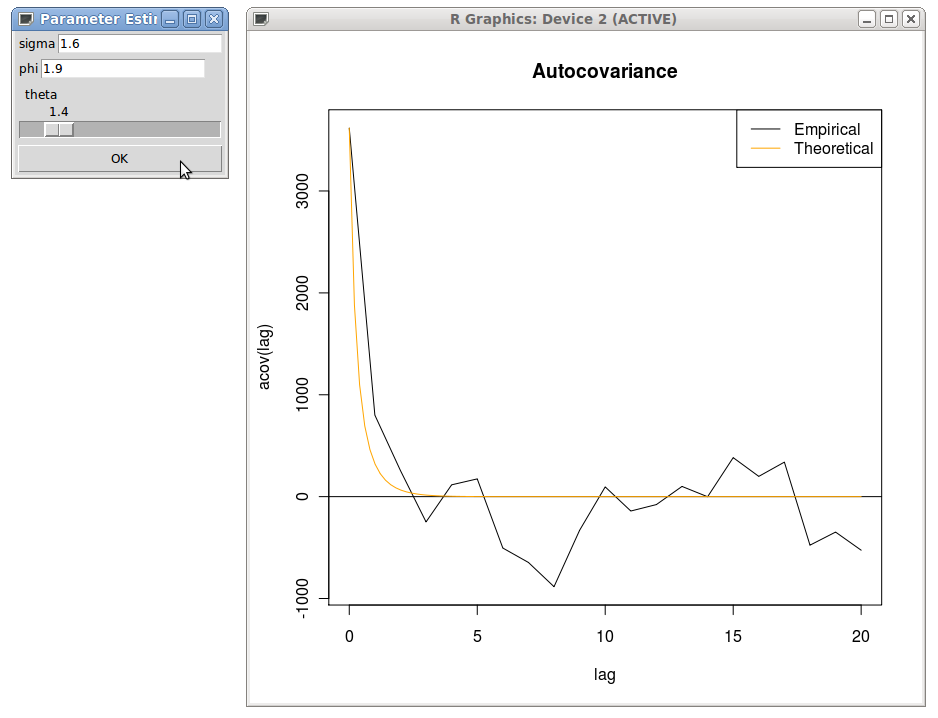 Parameter Estir
sigma 1.6
phi 1.9
theta
1.4
OK
R Graphics: Device 2 (ACTIVE)
Autocovariance
Empirical
Theoretical
acov(lag)
3000
2000
1000
0
-1000
0 5 10 15 20
lag